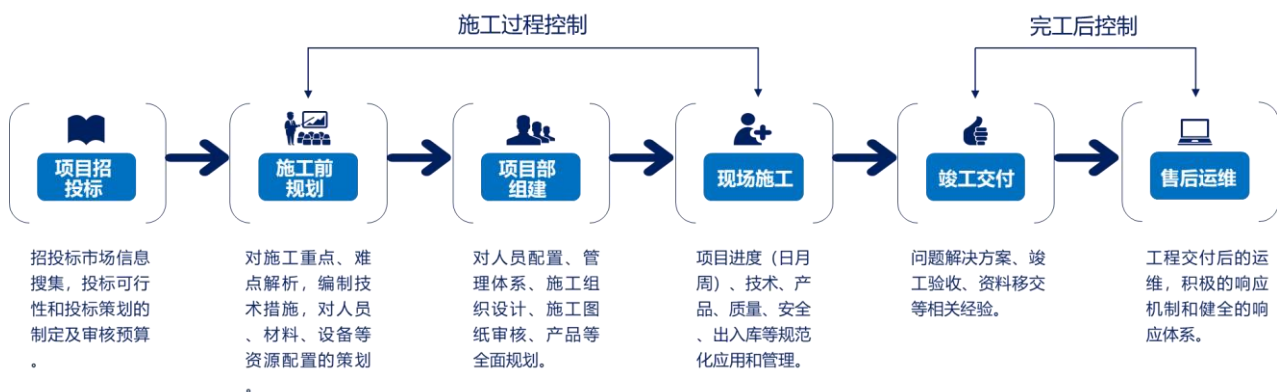 施工过程控制
完工后控制
项目招
投标
施工前
规划
项目部
组建
现场施工
竣工交付
售后运维
招投标市场信息
搜集，投标可行
性和投标策划的
制定及审核预算
。
对施工重点、难
点解析，编制技
术措施，对人员
、材料、设备等
资源配置的策划
。
对人员配置、管
理体系、施工组
织设计、施工图
纸审核、产品等
全面规划。
项目进度（日月
周）、技术、产
品、质量、安全
、出入库等规范
化应用和管理。
问题解决方案、竣
工验收、资料移交
等相关经验。
工程交付后的运
维，积极的响应
机制和健全的响
应体系。